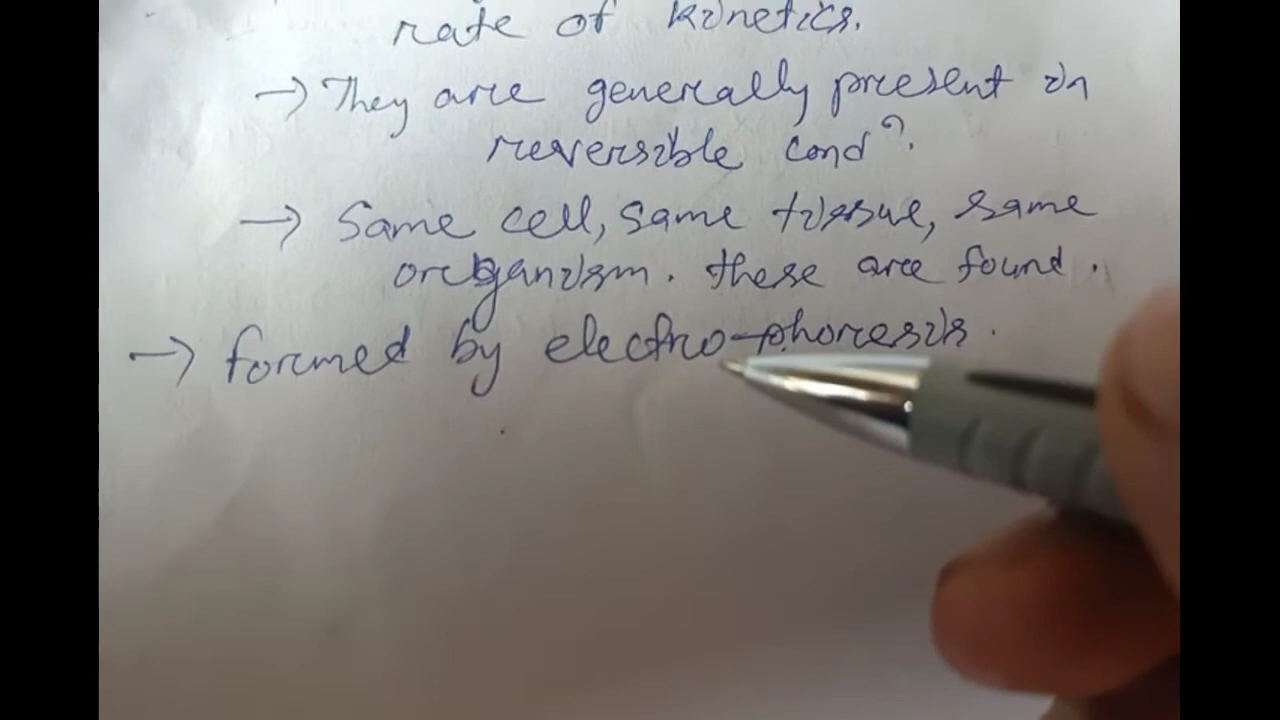 rate of kinetics.
→ They are generally present in
reversible condⁿ.
→ Same cell, same tissue, same
organism. these are found.
→ formed by electro-phoresis.